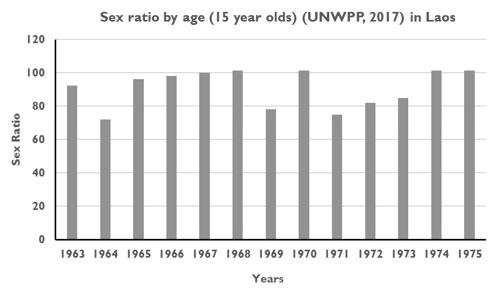 Sex ratio by age (15 year olds) (UNWPP, 2017) in Laos
120
100
80
60
40
20
0
Sex Ratio
1963 1964 1965 1966 1967 1968 1969 1970 1971 1972 1973 1974 1975
Years